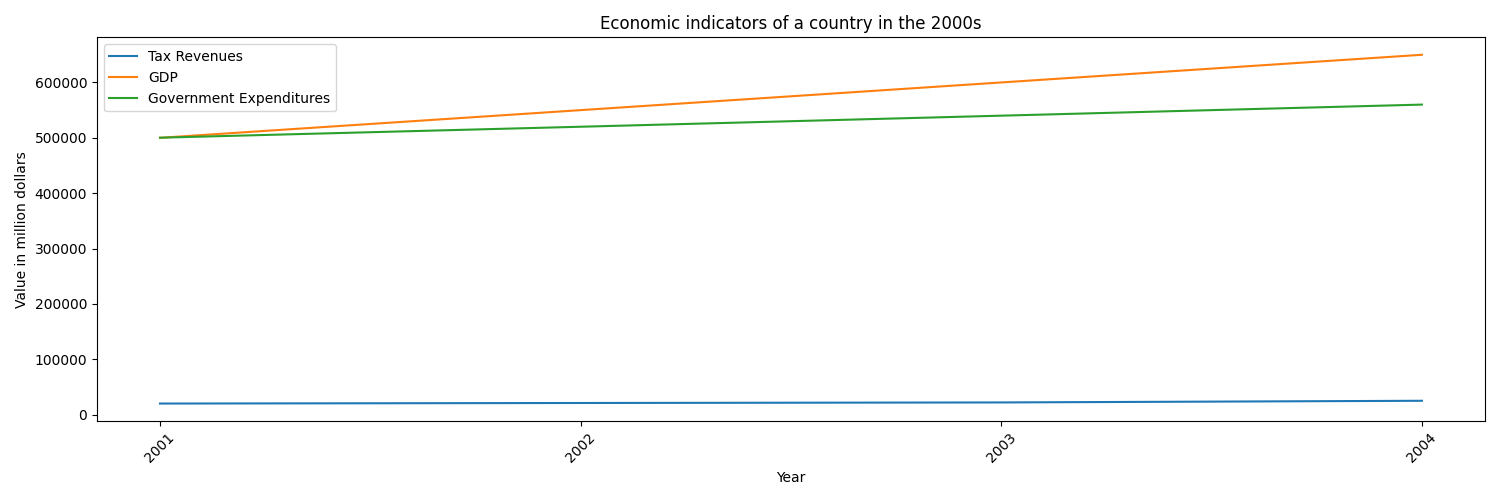 Economic indicators of a country in the 2000s
Tax Revenues
GDP
Government Expenditures
Value in million dollars
600000
500000
400000
300000
200000
100000
0
2001
2002
2003
2004
Year